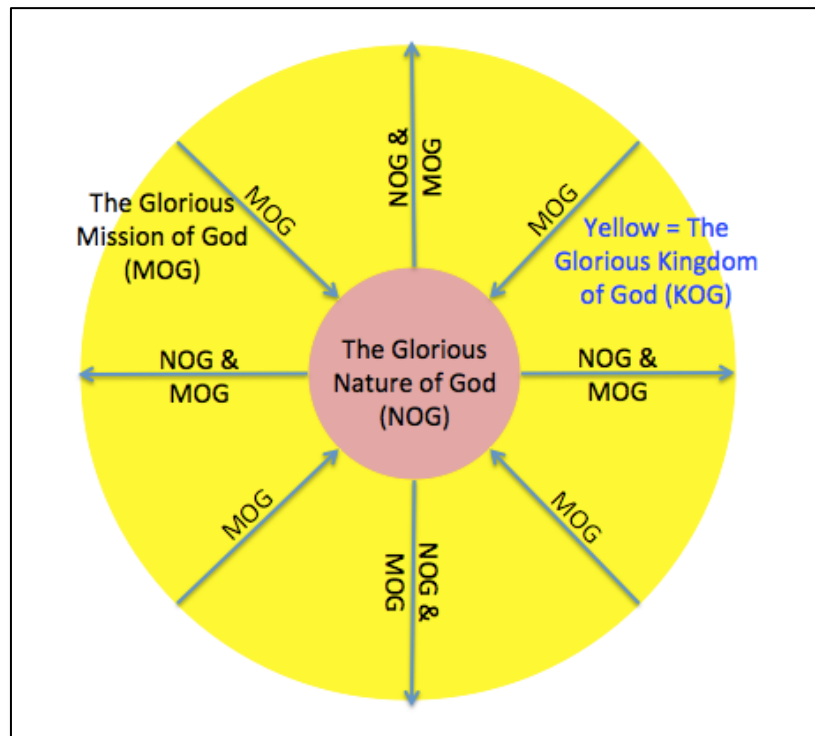 NOG &
MOG
MOG
MOG
The Glorious
Mission of God
(MOG)
Yellow = The
Glorious Kingdom
of God (KOG)
The Glorious
Nature of God
(NOG)
NOG &
MOG
NOG &
MOG
MOG
MOG
NOG &
MOG